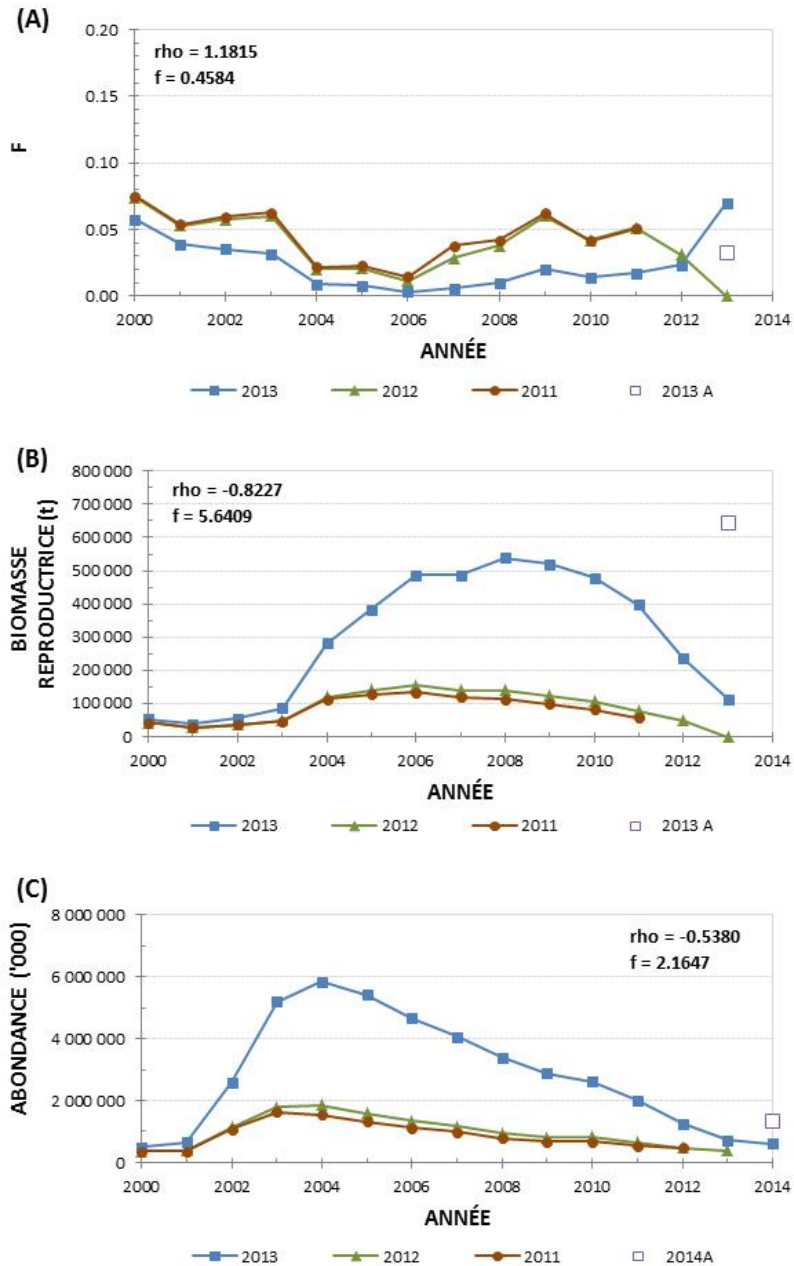 (A)
0.20
0.15
0.10
0.05
0.00
F
rho = 1.1815
f = 0.4584
2000 2002 2004 2006 2008 2010 2012 2014
ANNÉE
2013 2012 2011 2013 A
(B)
800 000
700 000
600 000
500 000
400 000
300 000
200 000
100 000
0
BIOMASSE
REPRODUCTRICE (t)
rho = -0.8227
f = 5.6409
2000 2002 2004 2006 2008 2010 2012 2014
ANNÉE
2013 2012 2011 2013 A
(C)
8 000 000
6 000 000
4 000 000
2 000 000
0
ABONDANCE ('000)
rho = -0.5380
f = 2.1647
2000 2002 2004 2006 2008 2010 2012 2014
ANNÉE
2013 2012 2011 2014A